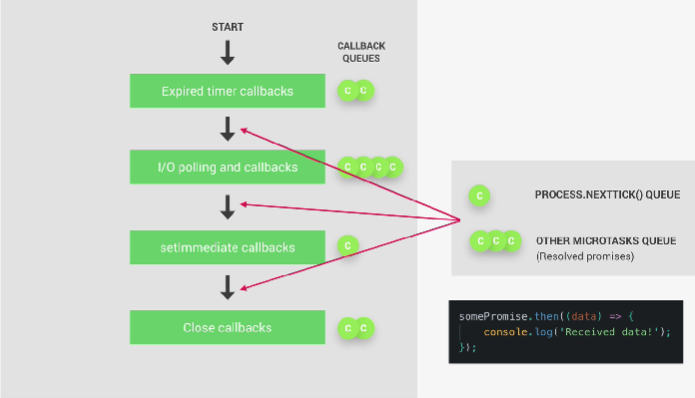 START
CALLBACK
QUEUES
Expired timer callbacks
C C
I/O polling and callbacks
C C C C
setImmediate callbacks
C
Close callbacks
C C
C
PROCESS.NEXTTICK() QUEUE
C C C
OTHER MICROTASKS QUEUE
(Resolved promises)
somePromise.then((data) => {
    console.log('Received data!');
});